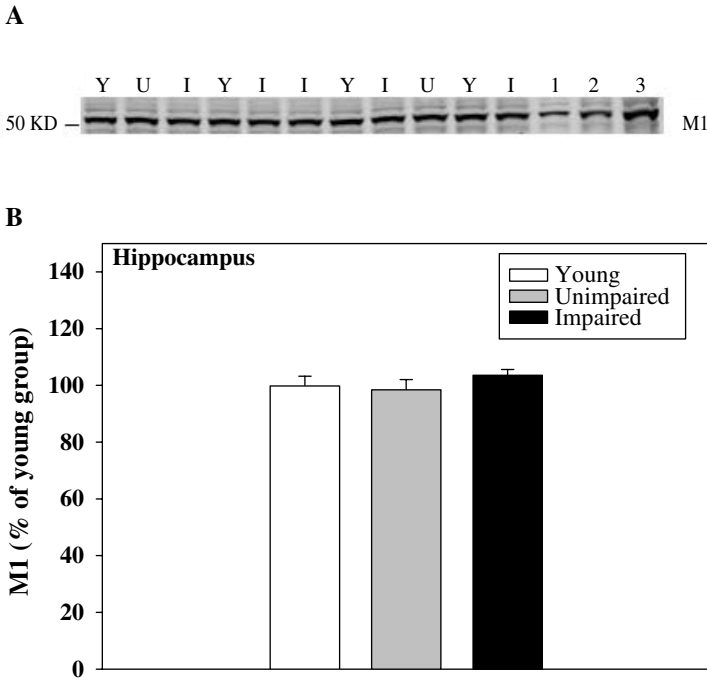 A
Y U I Y I I Y I U Y I 1 2 3
50 KD M1
B
Hippocampus
Young
Unimpaired
Impaired
M1 (% of young group)
140
120
100
80
60
40
20
0